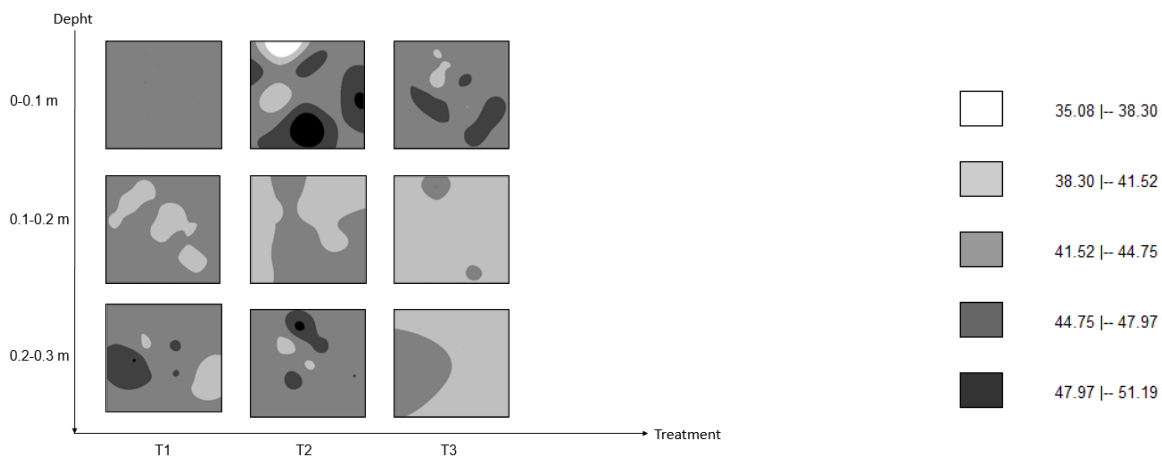 Depht
0-0.1 m
0.1-0.2 m
0.2-0.3 m
T1
T2
T3
Treatment
35.08 |-- 38.30
38.30 |-- 41.52
41.52 |-- 44.75
44.75 |-- 47.97
47.97 |-- 51.19